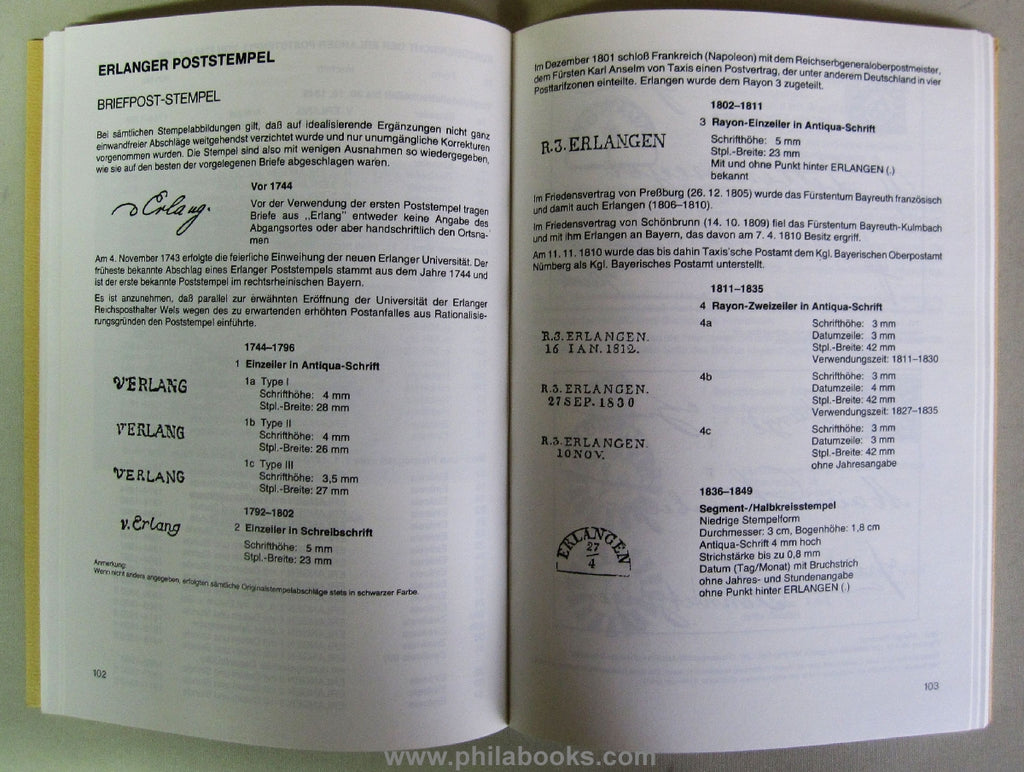 ERLANGER POSTSTEMPEL
BRIEFPOST-STEMPEL
Bei sämtlichen Stempelabbildungen gilt, daß auf idealisierende Ergänzungen nicht ganz
einwandfreier Abschläge weitgehendst verzichtet wurde und nur unumgängliche Korrekturen
vorgenommen wurden. Die Stempel sind also mit wenigen Ausnahmen so wiedergegeben,
wie sie auf den besten der vorgelegenen Briefe abgeschlagen waren.
Vor 1744
Erlang.
Vor der Verwendung der ersten Poststempel tragen
Briefe aus „Erlang" entweder keine Angabe des
Abgangsortes oder aber handschriftlich den Ortsna-
men
Am 4. November 1743 erfolgte die feierliche Einweihung der neuen Erlanger Universität. Der
früheste bekannte Abschlag eines Erlanger Poststempels stammt aus dem Jahre 1744 und
ist der erste bekannte Poststempel im rechtsrheinischen Bayern.
Es ist anzunehmen, daß parallel zur erwähnten Eröffnung der Universität der Erlanger
Reichsposthalter Wels wegen des zu erwartenden erhöhten Postanfalles aus Rationalisie-
rungsgründen den Poststempel einführte.
1744–1796
1 Einzeiler in Antiqua-Schrift
VERLANG
1a Type I
Schrifthöhe: 4 mm
Stpl.-Breite: 28 mm
VERLANG
1b Type II
Schrifthöhe: 4 mm
Stpl.-Breite: 26 mm
VERLANG
1c Type III
Schrifthöhe: 3,5 mm
Stpl.-Breite: 27 mm
1792–1802
v. Erlang
2 Einzeiler in Schreibschrift
Schrifthöhe: 5 mm
Stpl.-Breite: 23 mm
Anmerkung:
Wenn nicht anders angegeben, erfolgten sämtliche Originalstempelabschläge stets in schwarzer Farbe.
102
Im Dezember 1801 schloß Frankreich (Napoleon) mit dem Reichserbgeneraloberpostmeister,
dem Fürsten Karl Anselm von Taxis einen Postvertrag, der unter anderem Deutschland in vier
Posttarifzonen einteilte. Erlangen wurde dem Rayon 3 zugeteilt.
1802–1811
3 Rayon-Einzeiler in Antiqua-Schrift
R.3. ERLANGEN
Schrifthöhe: 5 mm
Stpl.-Breite: 23 mm
Mit und ohne Punkt hinter ERLANGEN (.)
bekannt
Im Friedensvertrag von Preßburg (26. 12. 1805) wurde das Fürstentum Bayreuth französisch
und damit auch Erlangen (1806–1810).
Im Friedensvertrag von Schönbrunn (14. 10. 1809) fiel das Fürstentum Bayreuth-Kulmbach
und mit ihm Erlangen an Bayern, das davon am 7. 4. 1810 Besitz ergriff.
Am 11. 11. 1810 wurde das bis dahin Taxis'sche Postamt dem Kgl. Bayerischen Oberpostamt
Nürnberg als Kgl. Bayerisches Postamt unterstellt.
1811–1835
4 Rayon-Zweizeiler in Antiqua-Schrift
R.3. ERLANGEN.
16 IAN. 1812.
4a
Schrifthöhe: 3 mm
Datumzeile: 3 mm
Stpl.-Breite: 42 mm
Verwendungszeit: 1811–1830
R.3. ERLANGEN.
27 SEP. 1830
4b
Schrifthöhe: 3 mm
Datumzeile: 4 mm
Stpl.-Breite: 42 mm
Verwendungszeit: 1827–1835
R.3. ERLANGEN.
10 NOV.
4c
Schrifthöhe: 3 mm
Datumzeile: 3 mm
Stpl.-Breite: 42 mm
ohne Jahresangabe
1836–1849
Segment-/Halbkreisstempel
ERLANGEN
27
4
Niedrige Stempelform
Durchmesser: 3 cm, Bogenhöhe: 1,8 cm
Antiqua-Schrift 4 mm hoch
Strichstärke bis zu 0,8 mm
Datum (Tag/Monat) mit Bruchstrich
ohne Jahres- und Stundenangabe
ohne Punkt hinter ERLANGEN (.)
103
www.philabooks.com